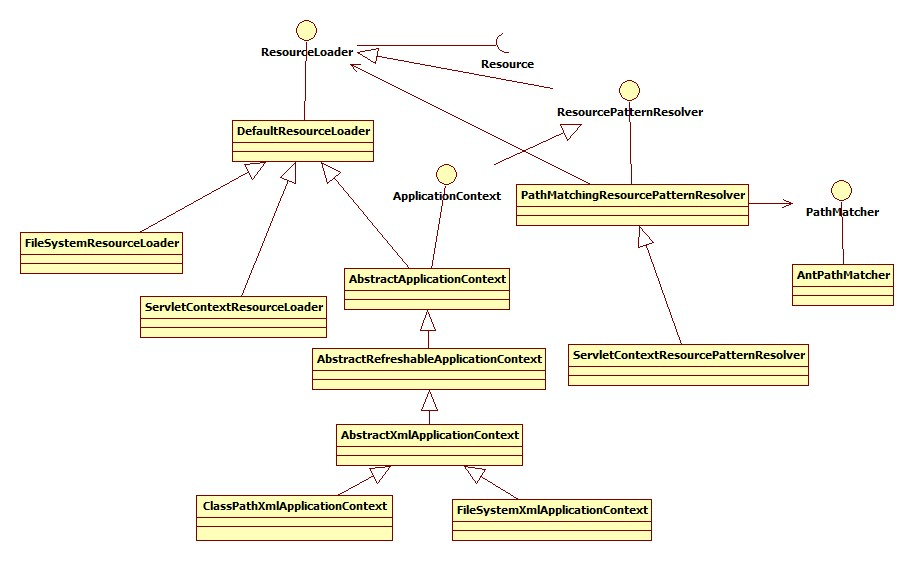 ResourceLoader
Resource
ResourcePatternResolver
DefaultResourceLoader
ApplicationContext
PathMatchingResourcePatternResolver
PathMatcher
FileSystemResourceLoader
AbstractApplicationContext
AntPathMatcher
ServletContextResourceLoader
AbstractRefreshableApplicationContext
ServletContextResourcePatternResolver
AbstractXmlApplicationContext
ClassPathXmlApplicationContext
FileSystemXmlApplicationContext